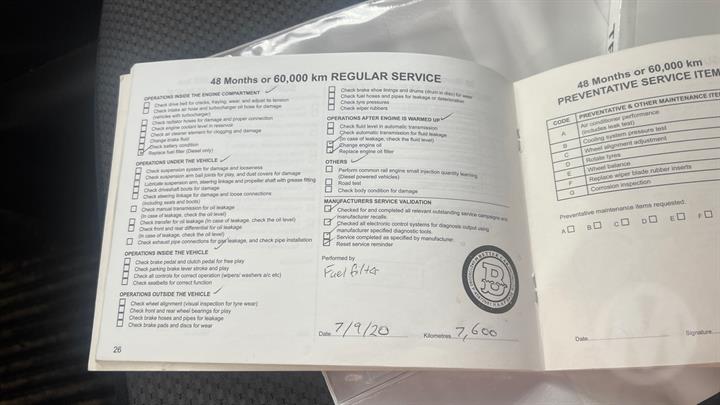 48 Months or 60,000 km REGULAR SERVICE
OPERATIONS INSIDE THE ENGINE COMPARTMENT
Check drive belt for cracks, fraying, wear, and adjust its tension
Check intake air hose and turbocharger oil hose for damage
(vehicles with turbocharger)
Check radiator hoses for damage and proper connection
Check engine coolant level in reservoir
Check air cleaner element for clogging and damage
Change brake fluid
Check battery condition
Replace fuel filter (Diesel only)
OPERATIONS UNDER THE VEHICLE
Check suspension system for damage and looseness
Check suspension arm ball joints for play, and dust covers for damage
Lubricate suspension arm, steering linkage and propeller shaft with grease fitting
Check driveshaft boots for damage
Check steering linkage for damage and loose connections
(including seats and boots)
Check manual transmission for oil leakage
(In case of leakage, check the oil level)
Check transfer for oil leakage (In case of leakage, check the oil level)
Check front and rear differential for oil leakage
(In case of leakage, check the oil level)
Check exhaust pipe connections for gas leakage, and check pipe installation
OPERATIONS INSIDE THE VEHICLE
Check brake pedal and clutch pedal for free play
Check parking brake lever stroke and play
Check all controls for correct operation (wipers/ washers a/c etc)
Check seatbelts for correct function
OPERATIONS OUTSIDE THE VEHICLE
Check wheel alignment (visual inspection for tyre wear)
Check front and rear wheel bearings for play
Check brake hoses and pipes for leakage
Check brake pads and discs for wear
26
Check brake shoe linings and drums (drum in disc) for wear
Check fuel hoses and pipes for leakage or deterioration
Check tyre pressures
Check wiper rubbers
OPERATIONS AFTER ENGINE IS WARMED UP
Check fluid level in automatic transmission
Check automatic transmission for fluid leakage
(In case of leakage, check the fluid level)
Change engine oil
Replace engine oil filter
OTHERS
Perform common rail engine small injection quantity learning
(Diesel powered vehicles)
Road test
Check body condition for damage
MANUFACTURERS SERVICE VALIDATION
Checked for and completed all relevant outstanding service campaigns and
manufacturer recalls.
Checked all electronic control systems for diagnosis output using
manufacturer specified diagnostic tools.
Service completed as specified by manufacturer.
Reset service reminder
Performed by
Fuel filter
Date 7/9/20 Kilometres 7,600
48 Months or 60,000 km
PREVENTATIVE SERVICE ITEM
CODE PREVENTATIVE & OTHER MAINTENANCE ITE
A Air conditioner performance
(includes leak test)
B Cooling system pressure test
C Wheel alignment adjustment
D Rotate tyres
E Wheel balance
F Replace wiper blade rubber inserts
G Corrosion inspection
Preventative maintenance items requested.
A B C D E F
Date Signature